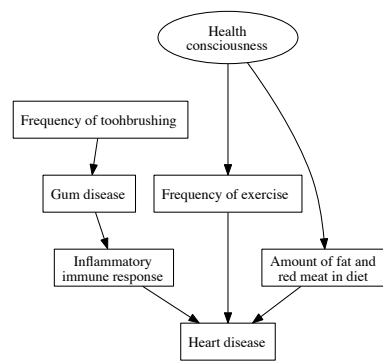 Health
consciousness
Frequency of toohbrushing
Gum disease
Frequency of exercise
Inflammatory
immune response
Amount of fat and
red meat in diet
Heart disease